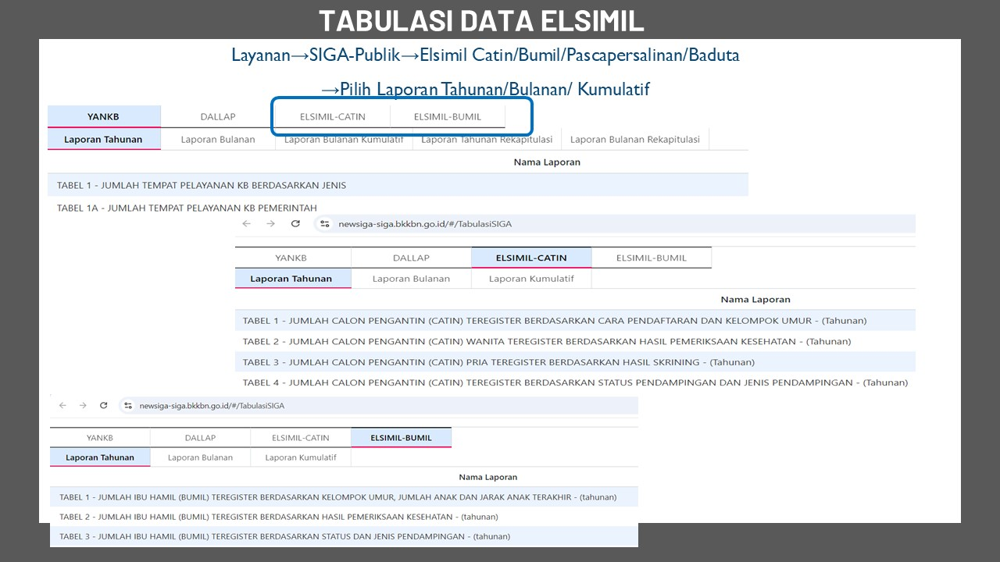 TABULASI DATA ELSIMIL
Layanan→SIGA-Publik→Elsimil Catin/Bumil/Pascapersalinan/Baduta
→Pilih Laporan Tahunan/Bulanan/ Kumulatif
YANKB DALLAP ELSIMIL-CATIN ELSIMIL-BUMIL
Laporan Tahunan Laporan Bulanan Laporan Bulanan Kumulatif Laporan Tahunan Rekapitulasi Laporan Bulanan Rekapitulasi
Nama Laporan
TABEL 1 - JUMLAH TEMPAT PELAYANAN KB BERDASARKAN JENIS
TABEL 1A - JUMLAH TEMPAT PELAYANAN KB PEMERINTAH
newsiga-siga.bkkbn.go.id/#/TabulasiSIGA
YANKB DALLAP ELSIMIL-CATIN ELSIMIL-BUMIL
Laporan Tahunan Laporan Bulanan Laporan Kumulatif
Nama Laporan
TABEL 1 - JUMLAH CALON PENGANTIN (CATIN) TEREGISTER BERDASARKAN CARA PENDAFTARAN DAN KELOMPOK UMUR - (Tahunan)
TABEL 2 - JUMLAH CALON PENGANTIN (CATIN) WANITA TEREGISTER BERDASARKAN HASIL PEMERIKSAAN KESEHATAN - (Tahunan)
TABEL 3 - JUMLAH CALON PENGANTIN (CATIN) PRIA TEREGISTER BERDASARKAN HASIL SKRINING - (Tahunan)
TABEL 4 - JUMLAH CALON PENGANTIN (CATIN) TEREGISTER BERDASARKAN STATUS PENDAMPINGAN DAN JENIS PENDAMPINGAN - (Tahunan)
newsiga-siga.bkkbn.go.id/#/TabulasiSIGA
YANKB DALLAP ELSIMIL-CATIN ELSIMIL-BUMIL
Laporan Tahunan Laporan Bulanan Laporan Kumulatif
Nama Laporan
TABEL 1 - JUMLAH IBU HAMIL (BUMIL) TEREGISTER BERDASARKAN KELOMPOK UMUR, JUMLAH ANAK DAN JARAK ANAK TERAKHIR - (tahunan)
TABEL 2 - JUMLAH IBU HAMIL (BUMIL) TEREGISTER BERDASARKAN HASIL PEMERIKSAAN KESEHATAN - (tahunan)
TABEL 3 - JUMLAH IBU HAMIL (BUMIL) TEREGISTER BERDASARKAN STATUS DAN JENIS PENDAMPINGAN - (tahunan)